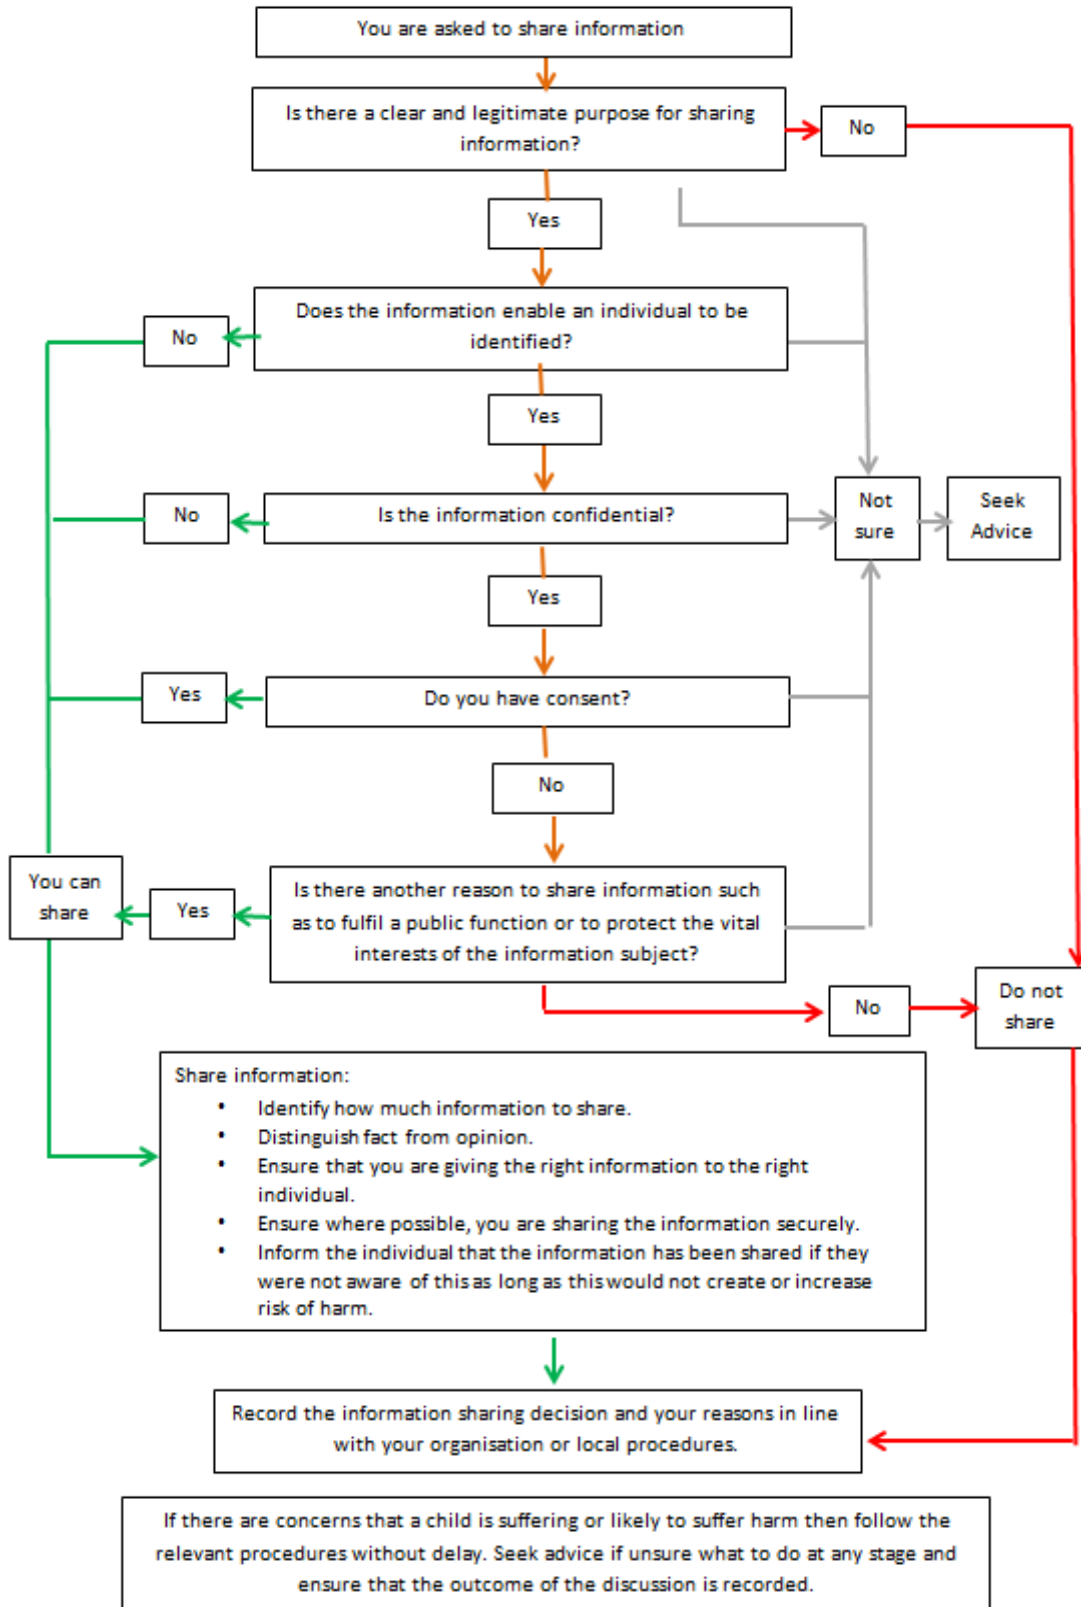 You are asked to share information
Is there a clear and legitimate purpose for sharing
information?
No
Yes
Does the information enable an individual to be
identified?
No
Yes
Is the information confidential?
No
Not
sure
Seek
Advice
Yes
Do you have consent?
Yes
No
Is there another reason to share information such
as to fulfil a public function or to protect the vital
interests of the information subject?
Yes
You can
share
No
Do not
share
Share information:
• Identify how much information to share.
• Distinguish fact from opinion.
• Ensure that you are giving the right information to the right
individual.
• Ensure where possible, you are sharing the information securely.
• Inform the individual that the information has been shared if they
were not aware of this as long as this would not create or increase
risk of harm.
Record the information sharing decision and your reasons in line
with your organisation or local procedures.
If there are concerns that a child is suffering or likely to suffer harm then follow the
relevant procedures without delay. Seek advice if unsure what to do at any stage and
ensure that the outcome of the discussion is recorded.